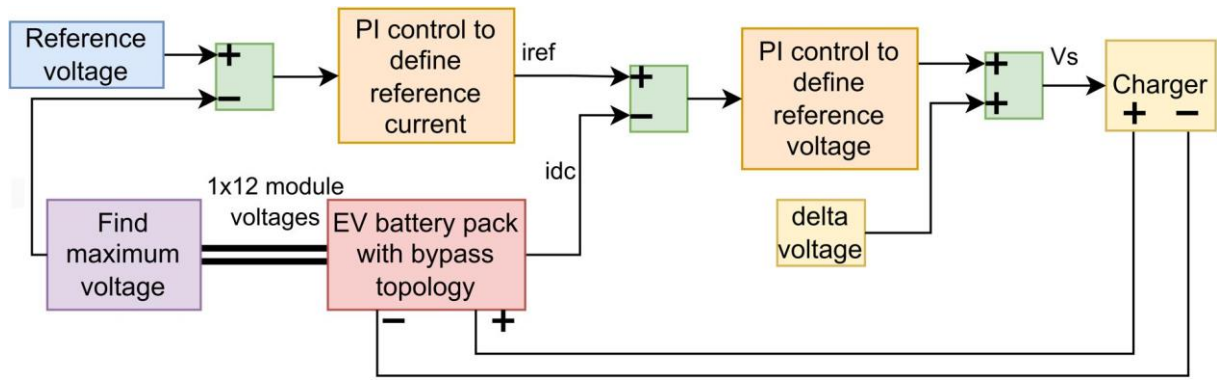 Reference
voltage
+
−
PI control to
define
reference
current
iref
+
−
PI control to
define
reference
voltage
+
+
Vs
Charger
+ −
idc
1x12 module
voltages
Find
maximum
voltage
EV battery pack
with bypass
topology
− +
delta
voltage